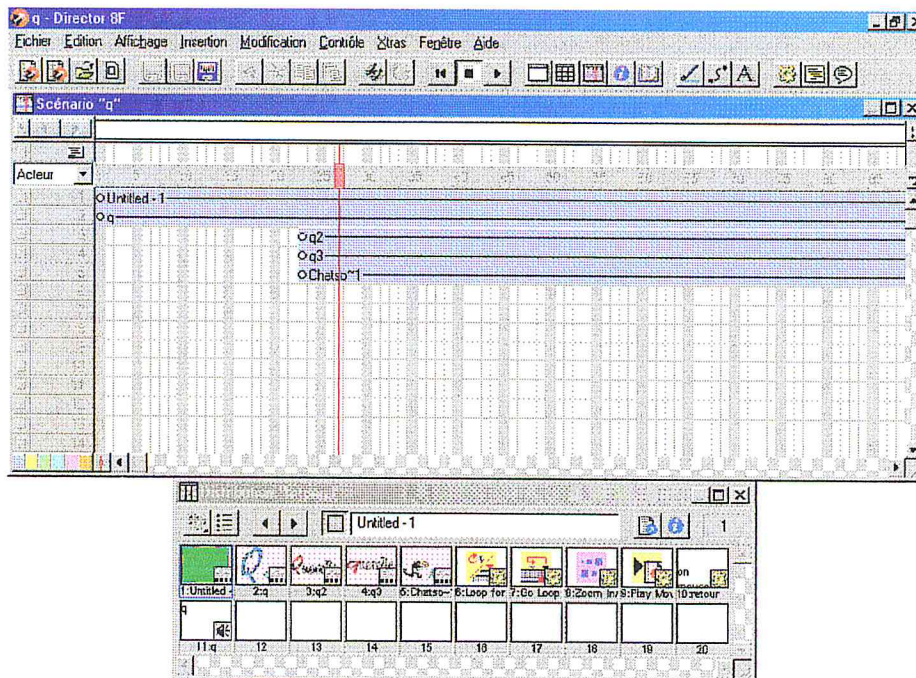 q - Director 8F
Fichier Edition Affichage Insertion Modification Contrôle Xtras Fenêtre Aide
Scénario "q"
Acteur
Untitled - 1
q
q2
q3
Chatso~1
Untitled - 1
1
1:Untitled - 2:q 3:q2 4:q3 5:Chatso~ 6:Loop for 7:Go Loop 8:Zoom In/ 9:Play Mov 10:retour
on
q
11:q 12 13 14 15 16 17 18 19 20